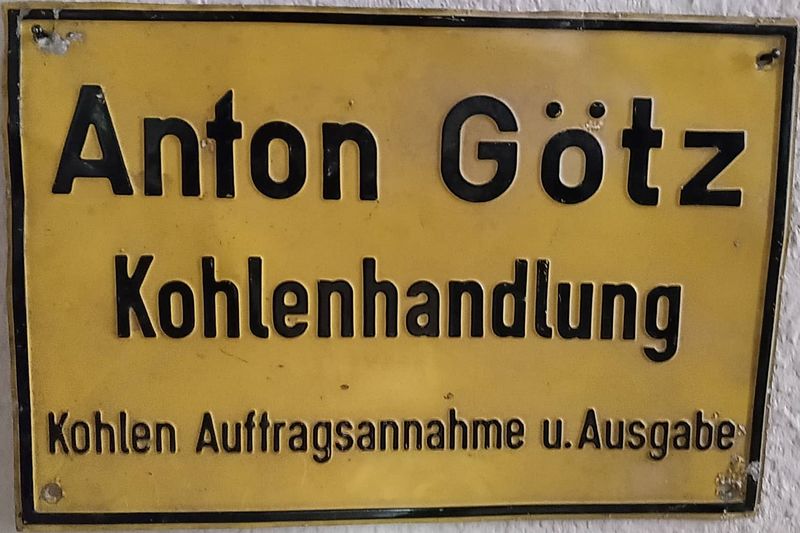 Anton Götz
Kohlenhandlung
Kohlen Auftragsannahme u. Ausgabe